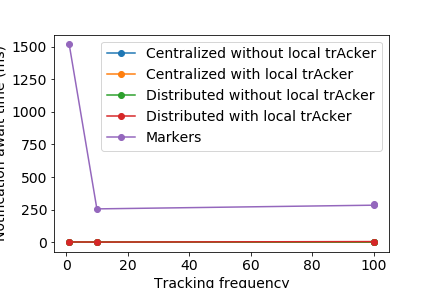 1500
1250
1000
750
500
250
0
0 20 40 60 80 100
Notification await time (ms)
Tracking frequency
Centralized without local trAcker
Centralized with local trAcker
Distributed without local trAcker
Distributed with local trAcker
Markers